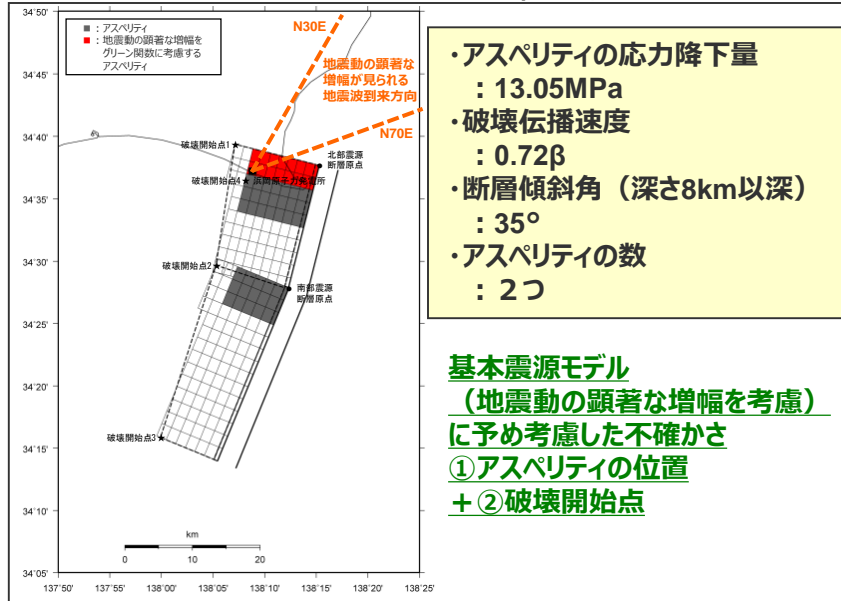 34˚50'
34˚45'
34˚40'
34˚35'
34˚30'
34˚25'
34˚20'
34˚15'
34˚10'
34˚05'
137˚50'
137˚55'
138˚00'
138˚05'
138˚10'
138˚15'
138˚20'
138˚25'
■：アスペリティ
■：地震動の顕著な増幅を
グリーン関数に考慮する
アスペリティ
N30E
地震動の顕著な
増幅が見られる
地震波到来方向
N70E
破壊開始点1
北部震源
断層原点
破壊開始点4
浜岡原子力発電所
破壊開始点2
南部震源
断層原点
破壊開始点3
km
0 10 20
・アスペリティの応力降下量
：13.05MPa
・破壊伝播速度
：0.72β
・断層傾斜角（深さ8km以深）
：35°
・アスペリティの数
：２つ
基本震源モデル
（地震動の顕著な増幅を考慮）
に予め考慮した不確かさ
①アスペリティの位置
＋②破壊開始点